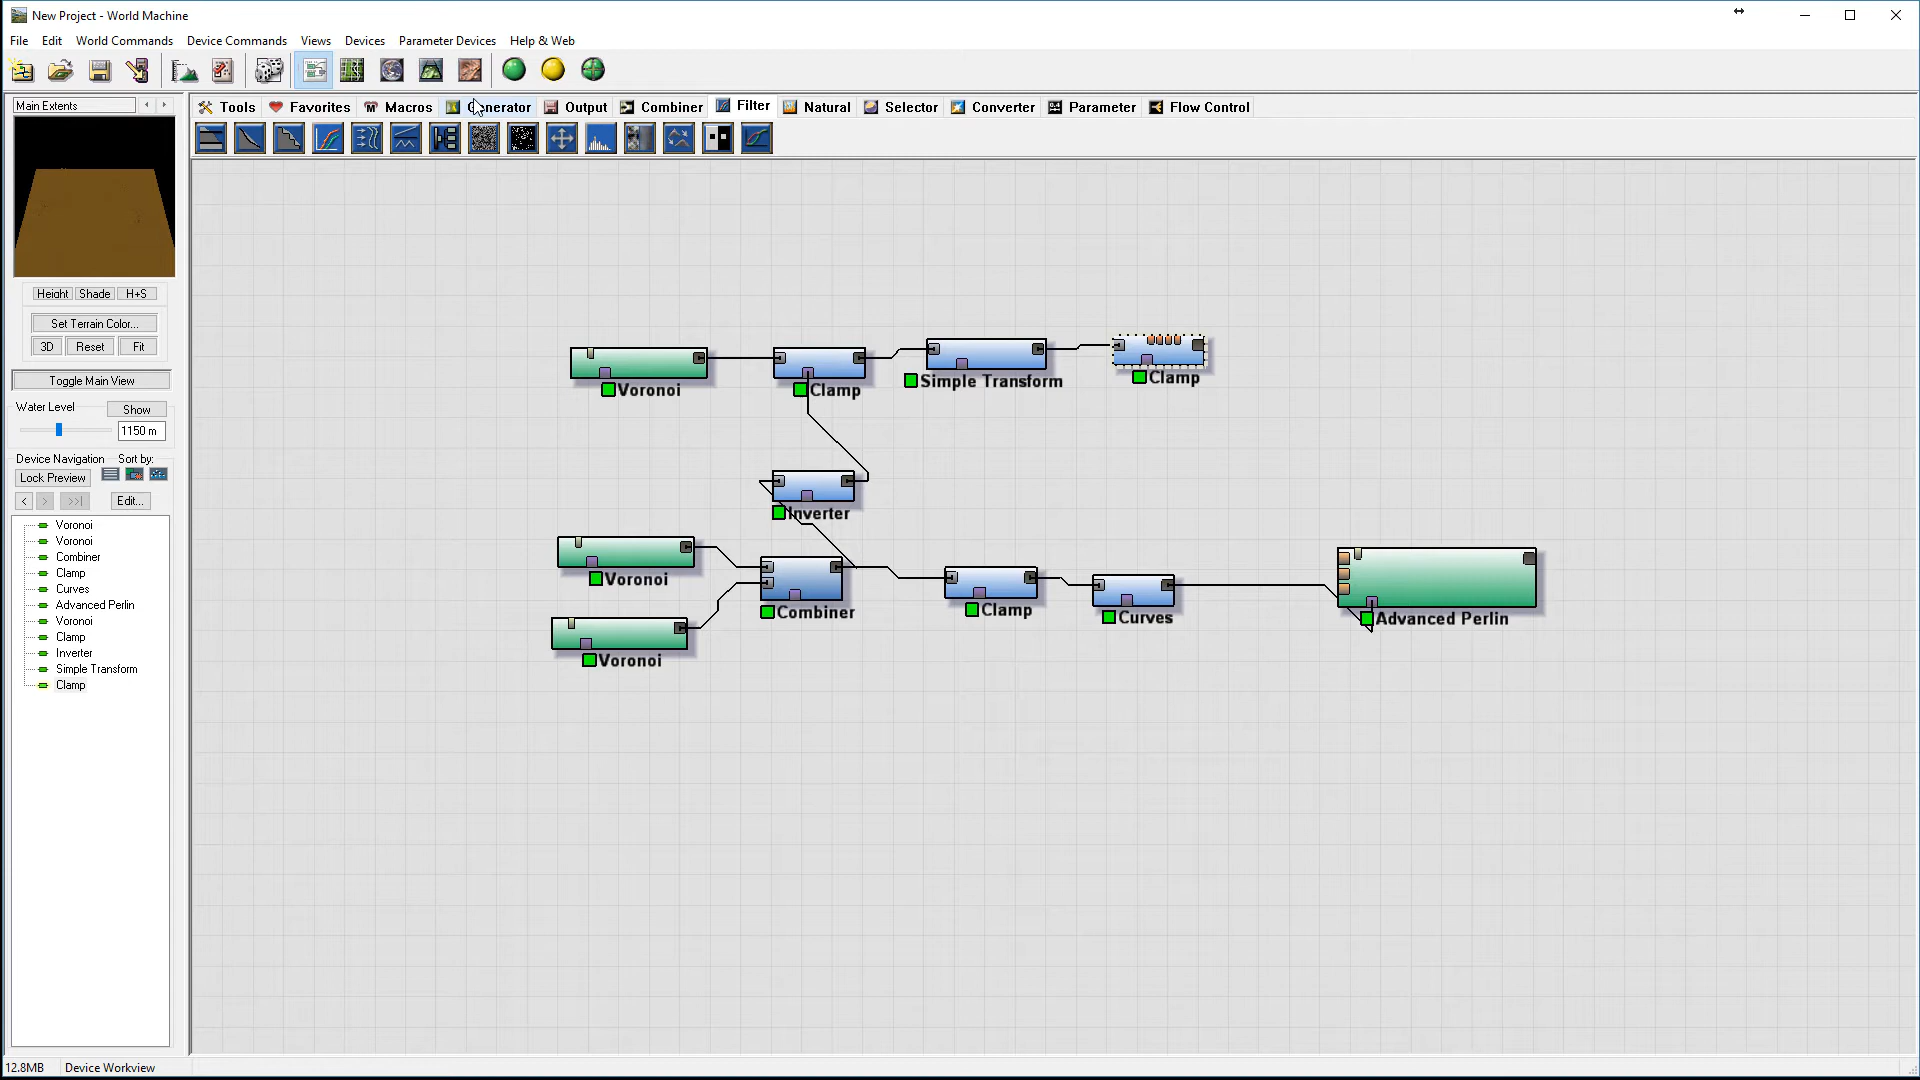 New Project - World Machine
File Edit World Commands Device Commands Views Devices Parameter Devices Help & Web
Main Extents
Tools Favorites Macros Generator Output Combiner Filter Natural Selector Converter Parameter Flow Control
Height Shade H+S
Set Terrain Color...
3D Reset Fit
Toggle Main View
Water Level Show
1150 m
Device Navigation Sort by:
Lock Preview
< > >>| Edit...
Voronoi
Voronoi
Combiner
Clamp
Curves
Advanced Perlin
Voronoi
Clamp
Inverter
Simple Transform
Clamp
Voronoi
Clamp
Simple Transform
Clamp
Inverter
Voronoi
Combiner
Clamp
Curves
Advanced Perlin
Voronoi
12.8MB Device Workview